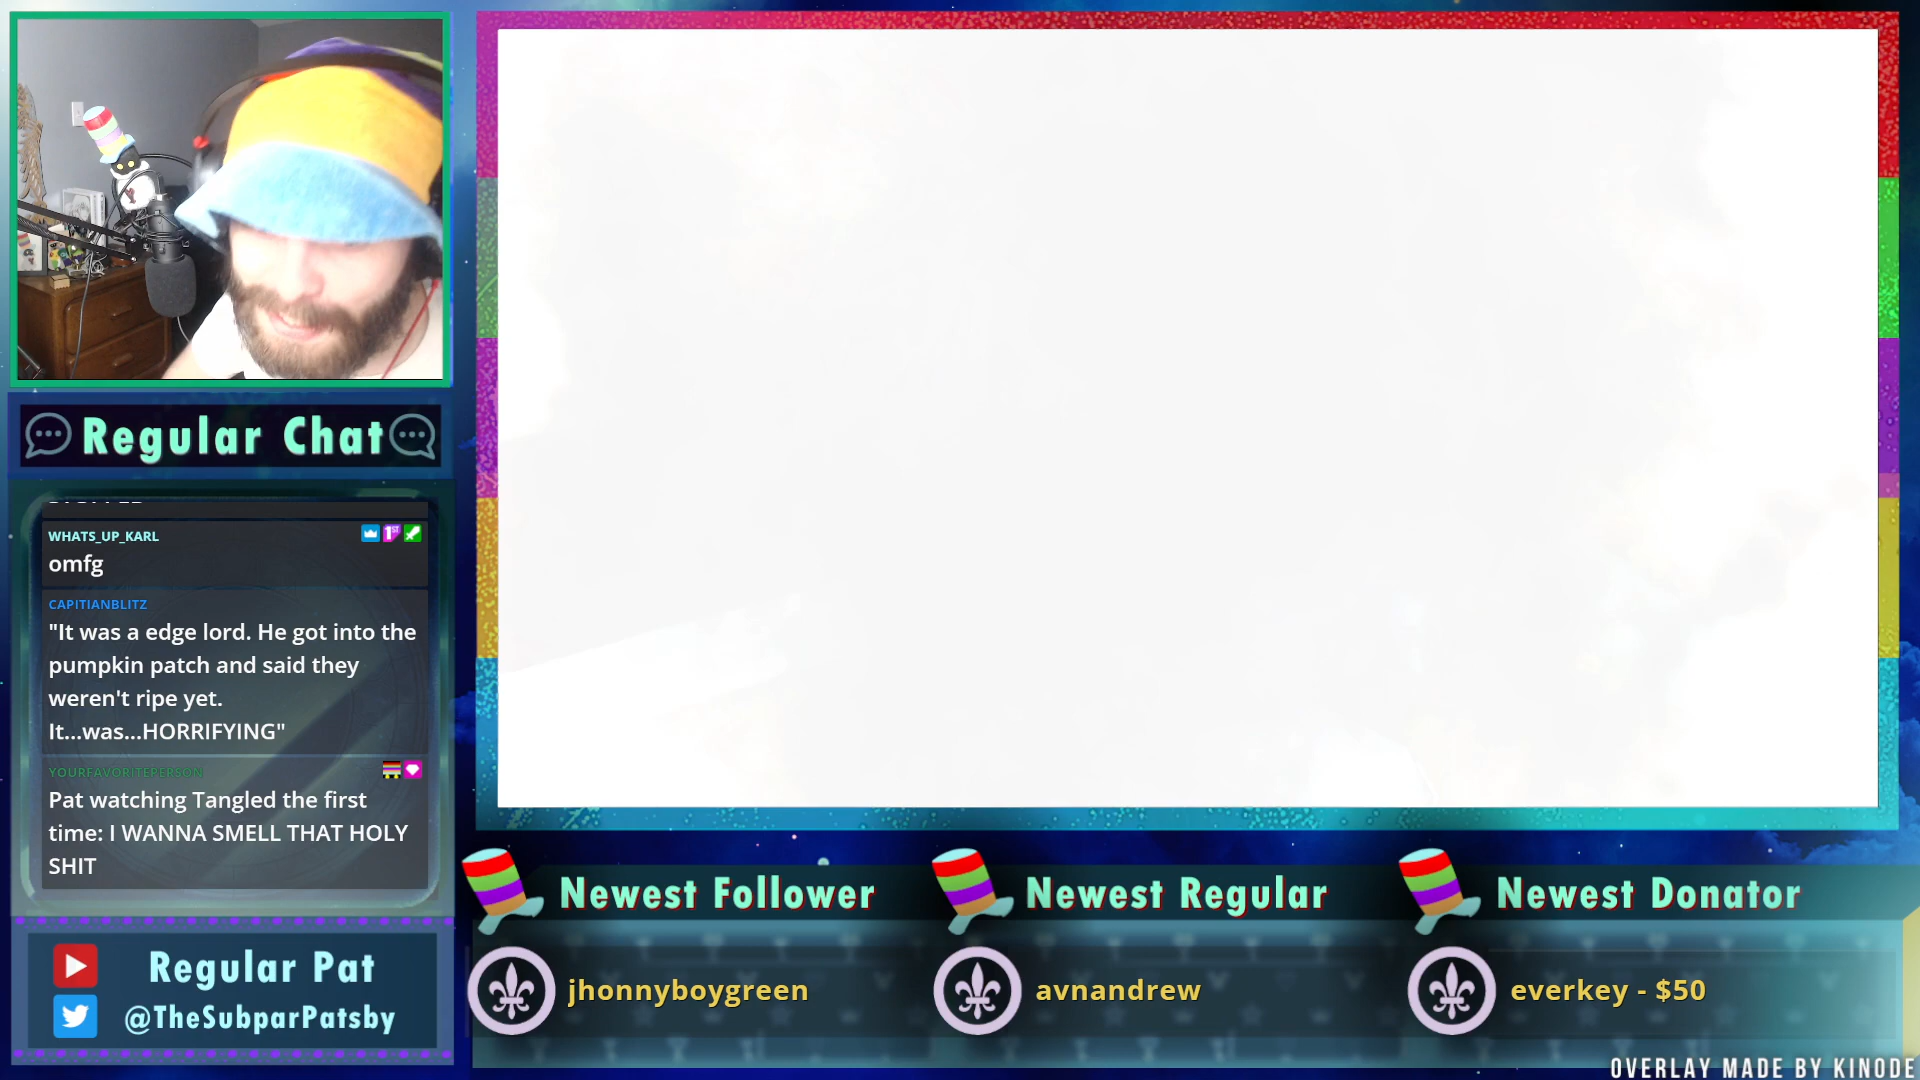 Regular Chat
WHATS_UP_KARL
omfg
CAPITIANBLITZ
"It was a edge lord. He got into the
pumpkin patch and said they
weren't ripe yet.
It...was...HORRIFYING"
YOURFAVORITEPERSON
Pat watching Tangled the first
time: I WANNA SMELL THAT HOLY
SHIT
Regular Pat
@TheSubparPatsby
Newest Follower
jhonnyboygreen
Newest Regular
avnandrew
Newest Donator
everkey - $50
OVERLAY MADE BY KINODE